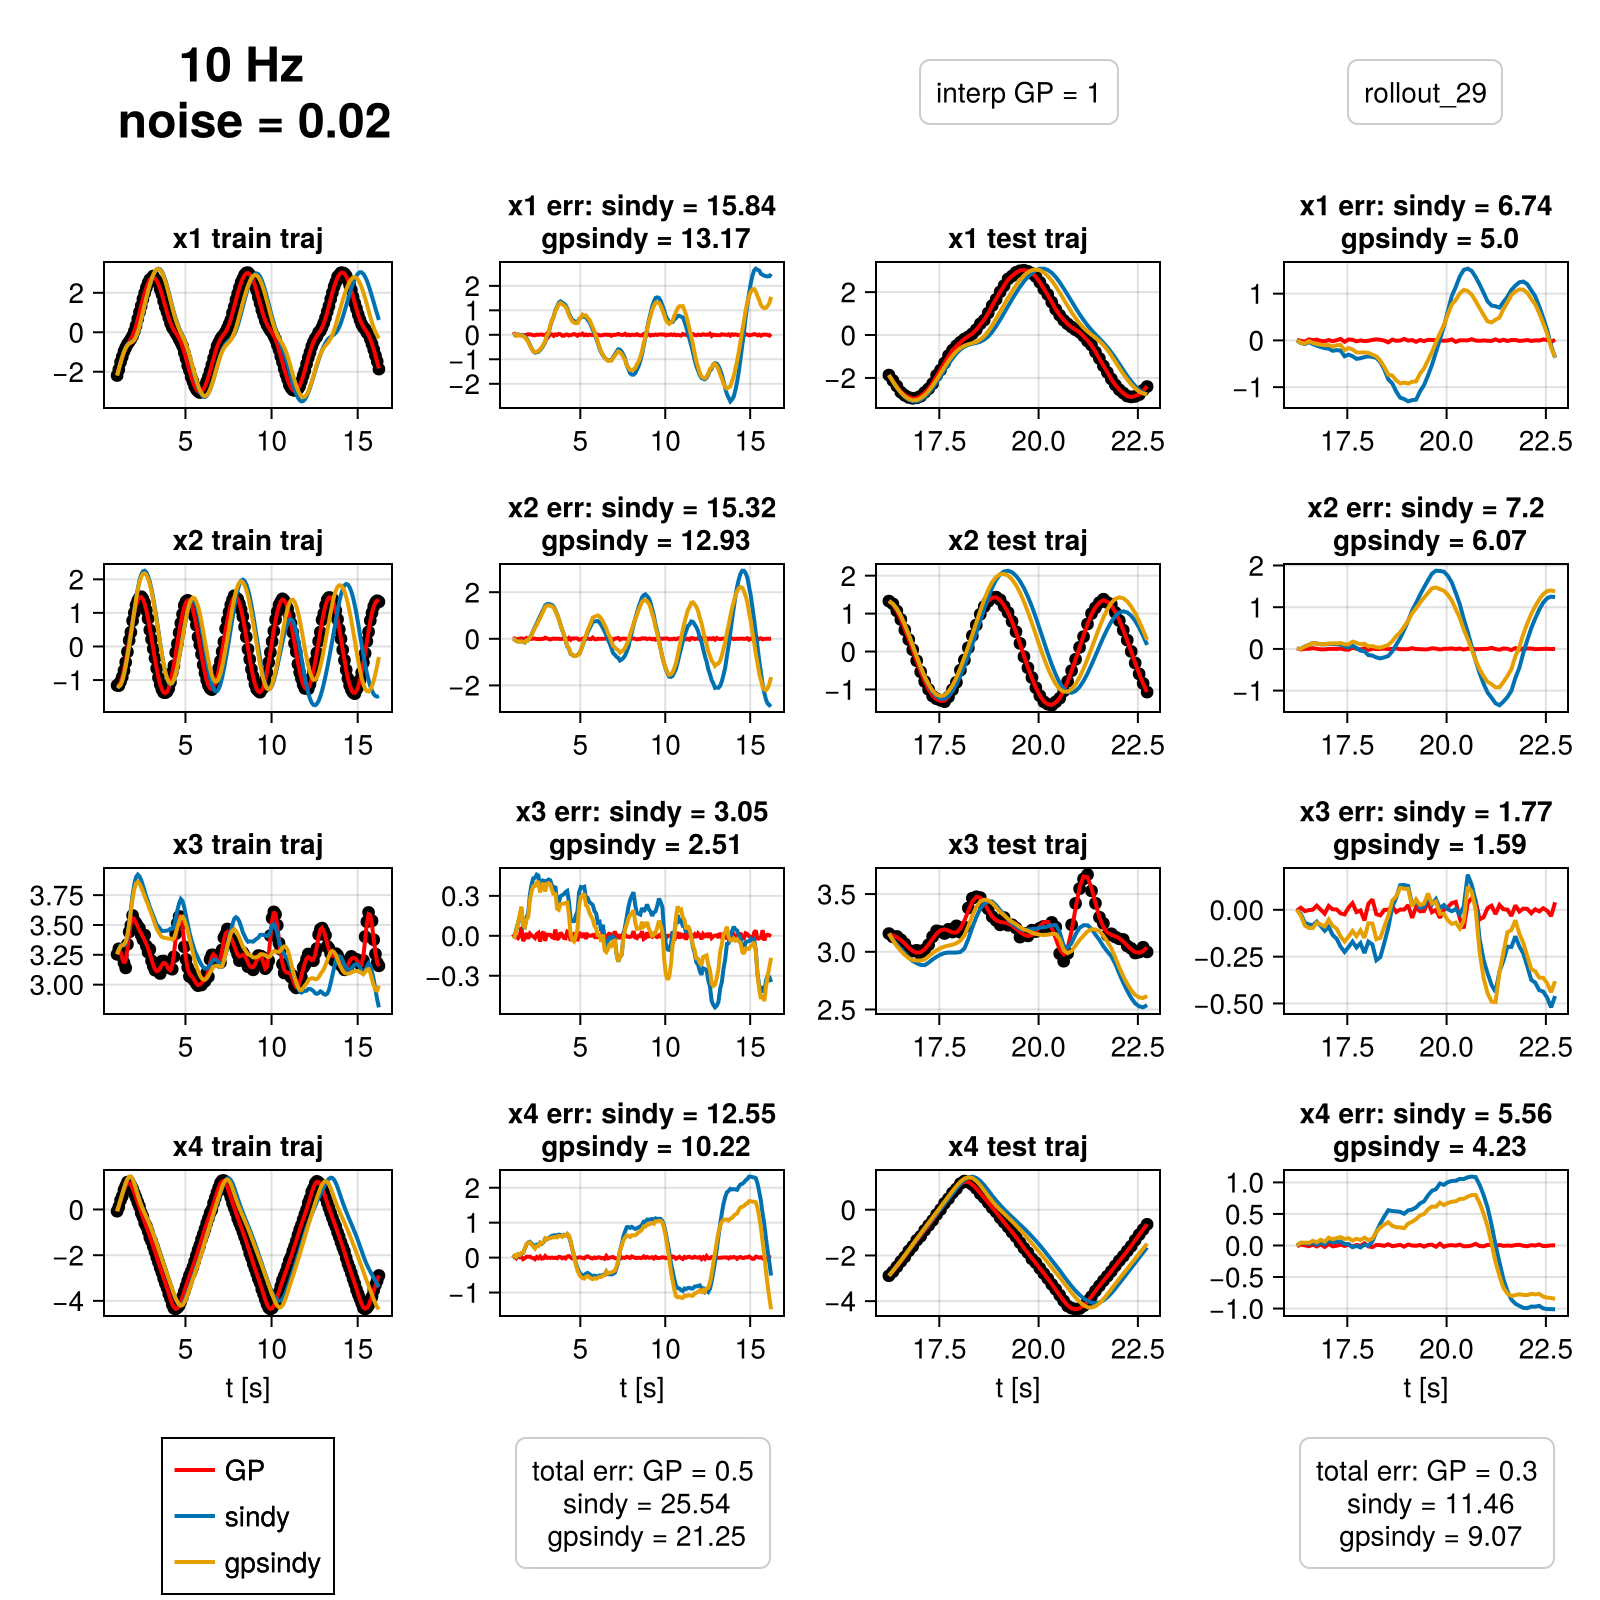 10 Hz
noise = 0.02
interp GP = 1
rollout_29
x1 train traj
2
0
−2
5 10 15
x1 err: sindy = 15.84
gpsindy = 13.17
2
1
0
−1
−2
5 10 15
x1 test traj
2
0
−2
17.5 20.0 22.5
x1 err: sindy = 6.74
gpsindy = 5.0
1
0
−1
17.5 20.0 22.5
x2 train traj
2
1
0
−1
5 10 15
x2 err: sindy = 15.32
gpsindy = 12.93
2
0
−2
5 10 15
x2 test traj
2
1
0
−1
17.5 20.0 22.5
x2 err: sindy = 7.2
gpsindy = 6.07
2
1
0
−1
17.5 20.0 22.5
x3 train traj
3.75
3.50
3.25
3.00
5 10 15
x3 err: sindy = 3.05
gpsindy = 2.51
0.3
0.0
−0.3
5 10 15
x3 test traj
3.5
3.0
2.5
17.5 20.0 22.5
x3 err: sindy = 1.77
gpsindy = 1.59
0.00
−0.25
−0.50
17.5 20.0 22.5
x4 train traj
0
−2
−4
5 10 15
t [s]
x4 err: sindy = 12.55
gpsindy = 10.22
2
1
0
−1
5 10 15
t [s]
x4 test traj
0
−2
−4
17.5 20.0 22.5
t [s]
x4 err: sindy = 5.56
gpsindy = 4.23
1.0
0.5
0.0
−0.5
−1.0
17.5 20.0 22.5
t [s]
GP
sindy
gpsindy
total err: GP = 0.5
sindy = 25.54
gpsindy = 21.25
total err: GP = 0.3
sindy = 11.46
gpsindy = 9.07